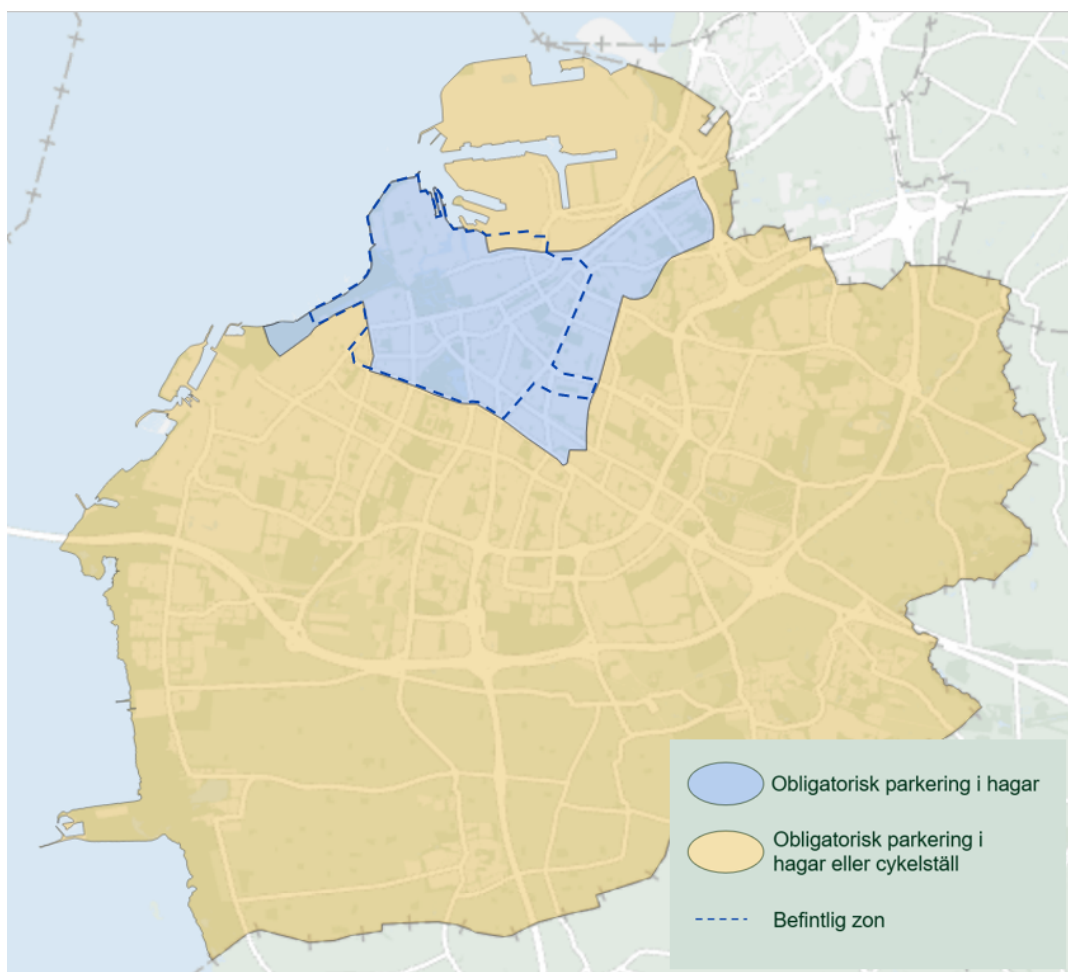 Obligatorisk parkering i hagar
Obligatorisk parkering i
hagar eller cykelställ
Befintlig zon